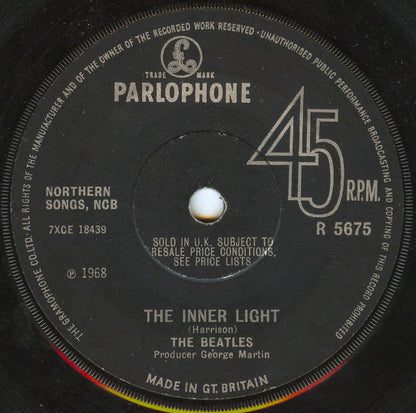 THE GRAMOPHONE CO. LTD. ALL RIGHTS OF THE MANUFACTURER AND OF THE OWNER OF THE RECORDED WORK RESERVED · UNAUTHORISED PUBLIC PERFORMANCE BROADCASTING AND COPYING OF THIS RECORD PROHIBITED
£
TRADE MARK
PARLOPHONE
45
R.P.M.
NORTHERN
SONGS, NCB
R 5675
7XCE 18439
SOLD IN U.K. SUBJECT TO
RESALE PRICE CONDITIONS,
SEE PRICE LISTS
℗ 1968
THE INNER LIGHT
(Harrison)
THE BEATLES
Producer George Martin
MADE IN GT. BRITAIN